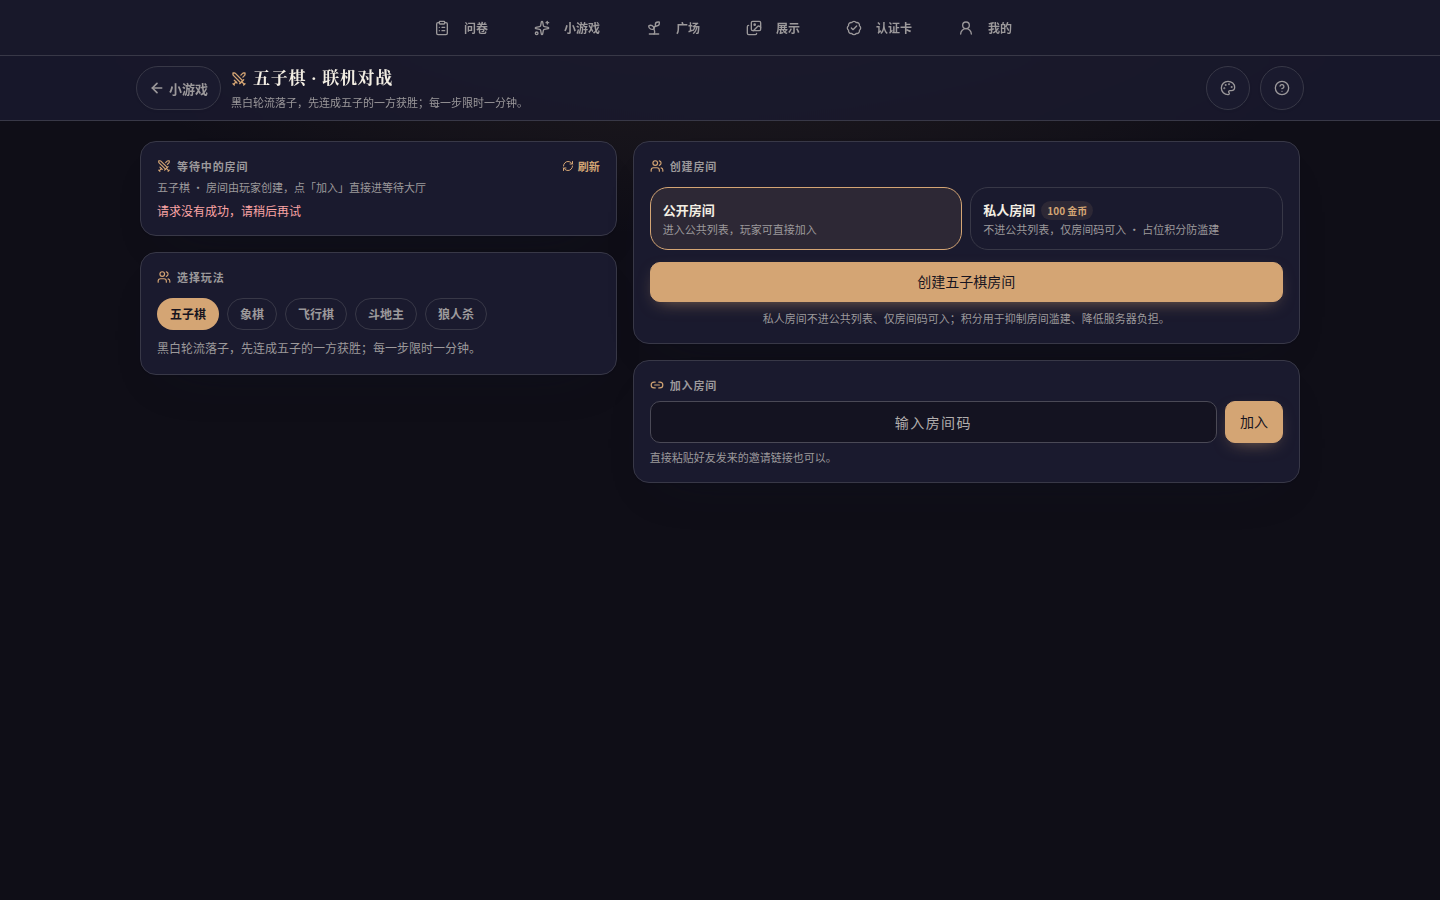 问卷
小游戏
广场
展示
认证卡
我的
小游戏
五子棋 · 联机对战
黑白轮流落子，先连成五子的一方获胜；每一步限时一分钟。
等待中的房间
刷新
五子棋 · 房间由玩家创建，点「加入」直接进等待大厅
请求没有成功，请稍后再试
选择玩法
五子棋
象棋
飞行棋
斗地主
狼人杀
黑白轮流落子，先连成五子的一方获胜；每一步限时一分钟。
创建房间
公开房间
进入公共列表，玩家可直接加入
私人房间 100 金币
不进公共列表，仅房间码可入 · 占位积分防滥建
创建五子棋房间
私人房间不进公共列表、仅房间码可入；积分用于抑制房间滥建、降低服务器负担。
加入房间
输入房间码
加入
直接粘贴好友发来的邀请链接也可以。